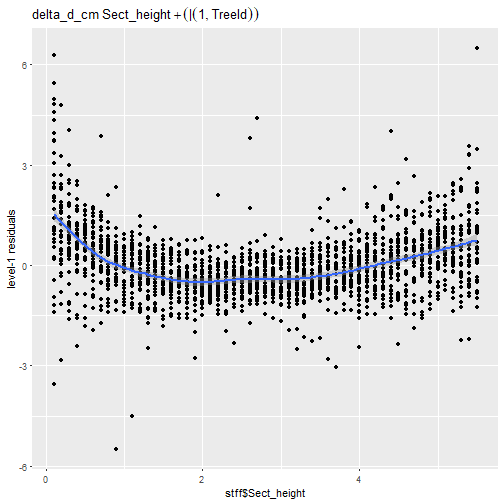 delta_d_cm Sect_height + (|(1, TreeId))
6
3
0
-3
-6
level-1 residuals
0
2
4
stff$Sect_height